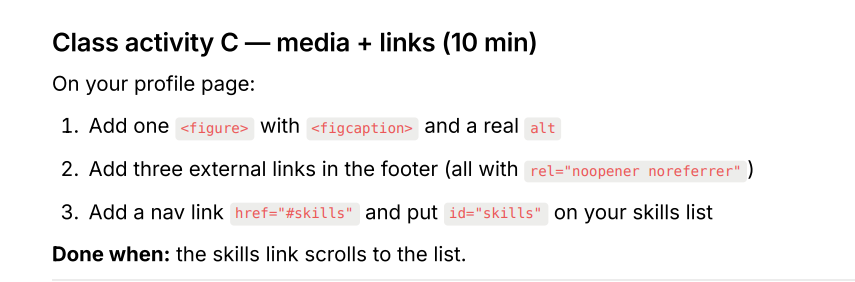 Class activity C — media + links (10 min)
On your profile page:
1. Add one <figure> with <figcaption> and a real alt
2. Add three external links in the footer (all with rel="noopener noreferrer" )
3. Add a nav link href="#skills" and put id="skills" on your skills list
Done when: the skills link scrolls to the list.